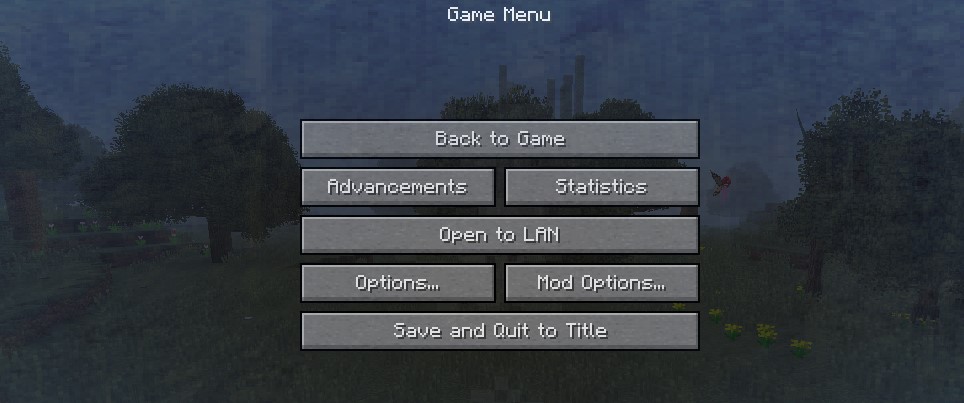 Game Menu
Back to Game
Advancements
Statistics
Open to LAN
Options...
Mod Options...
Save and Quit to Title